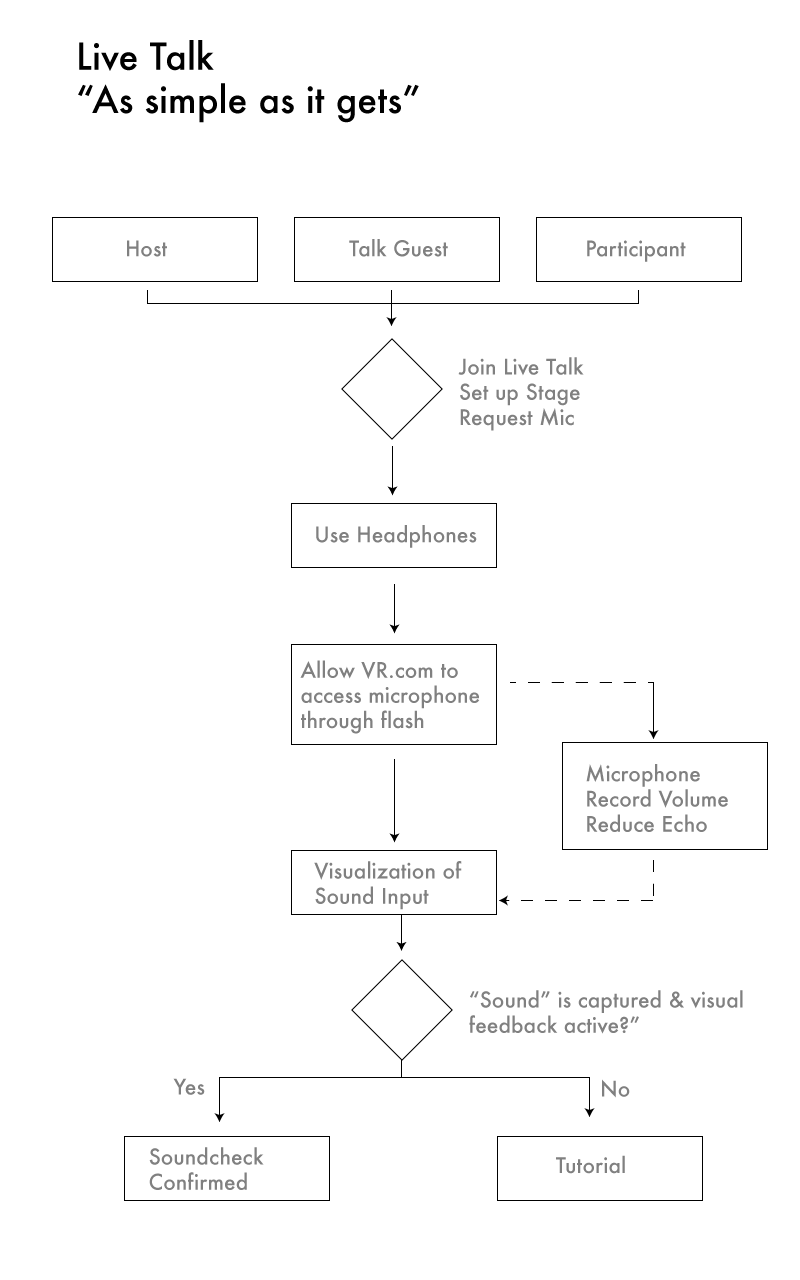 Live Talk
“As simple as it gets”
Host
Talk Guest
Participant
Join Live Talk
Set up Stage
Request Mic
Use Headphones
Allow VR.com to
access microphone
through flash
Microphone
Record Volume
Reduce Echo
Visualization of
Sound Input
“Sound” is captured & visual
feedback active?”
Yes
No
Soundcheck
Confirmed
Tutorial